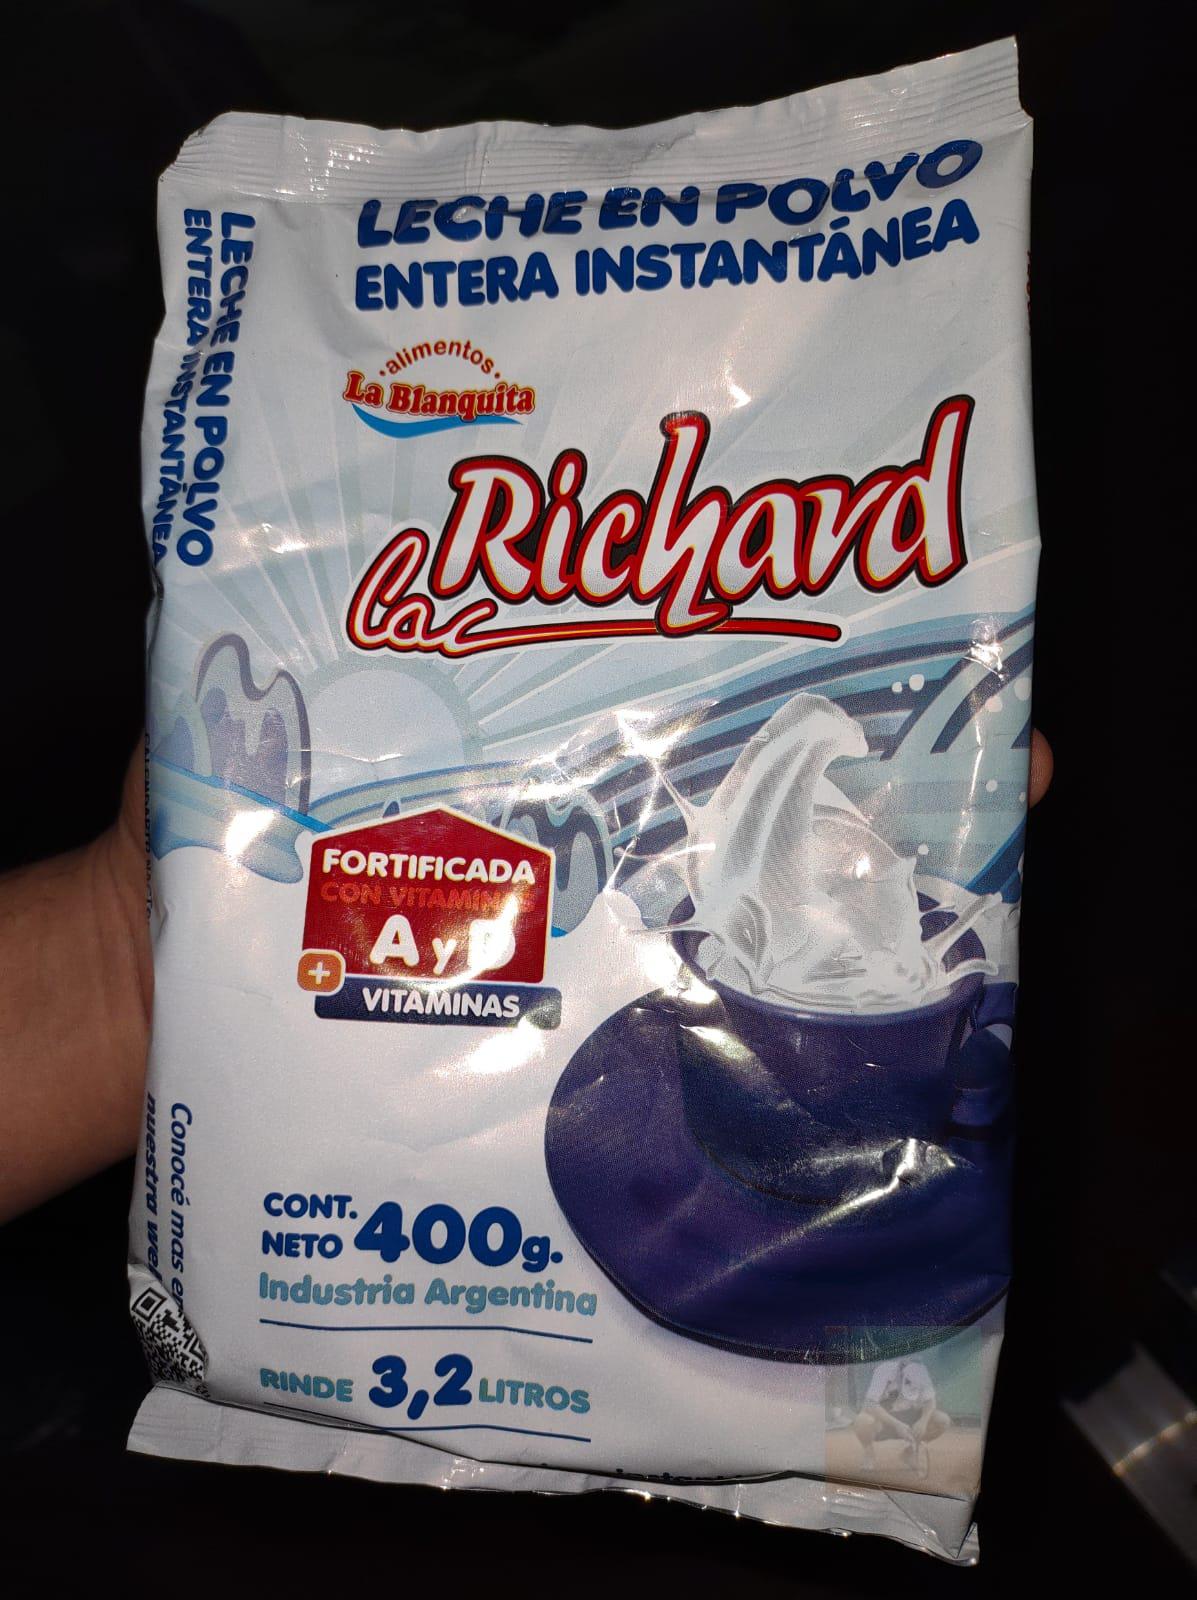 LECHE EN POLVO
ENTERA INSTANTÁNEA
LECHE EN POLVO
ENTERA INSTANTÁNEA
alimentos
La Blanquita
Lac Richard
FORTIFICADA
CON VITAMINAS
A y D
+ VITAMINAS
Conocé mas en
nuestra web
CONT.
NETO 400g.
Industria Argentina
RINDE 3,2 LITROS